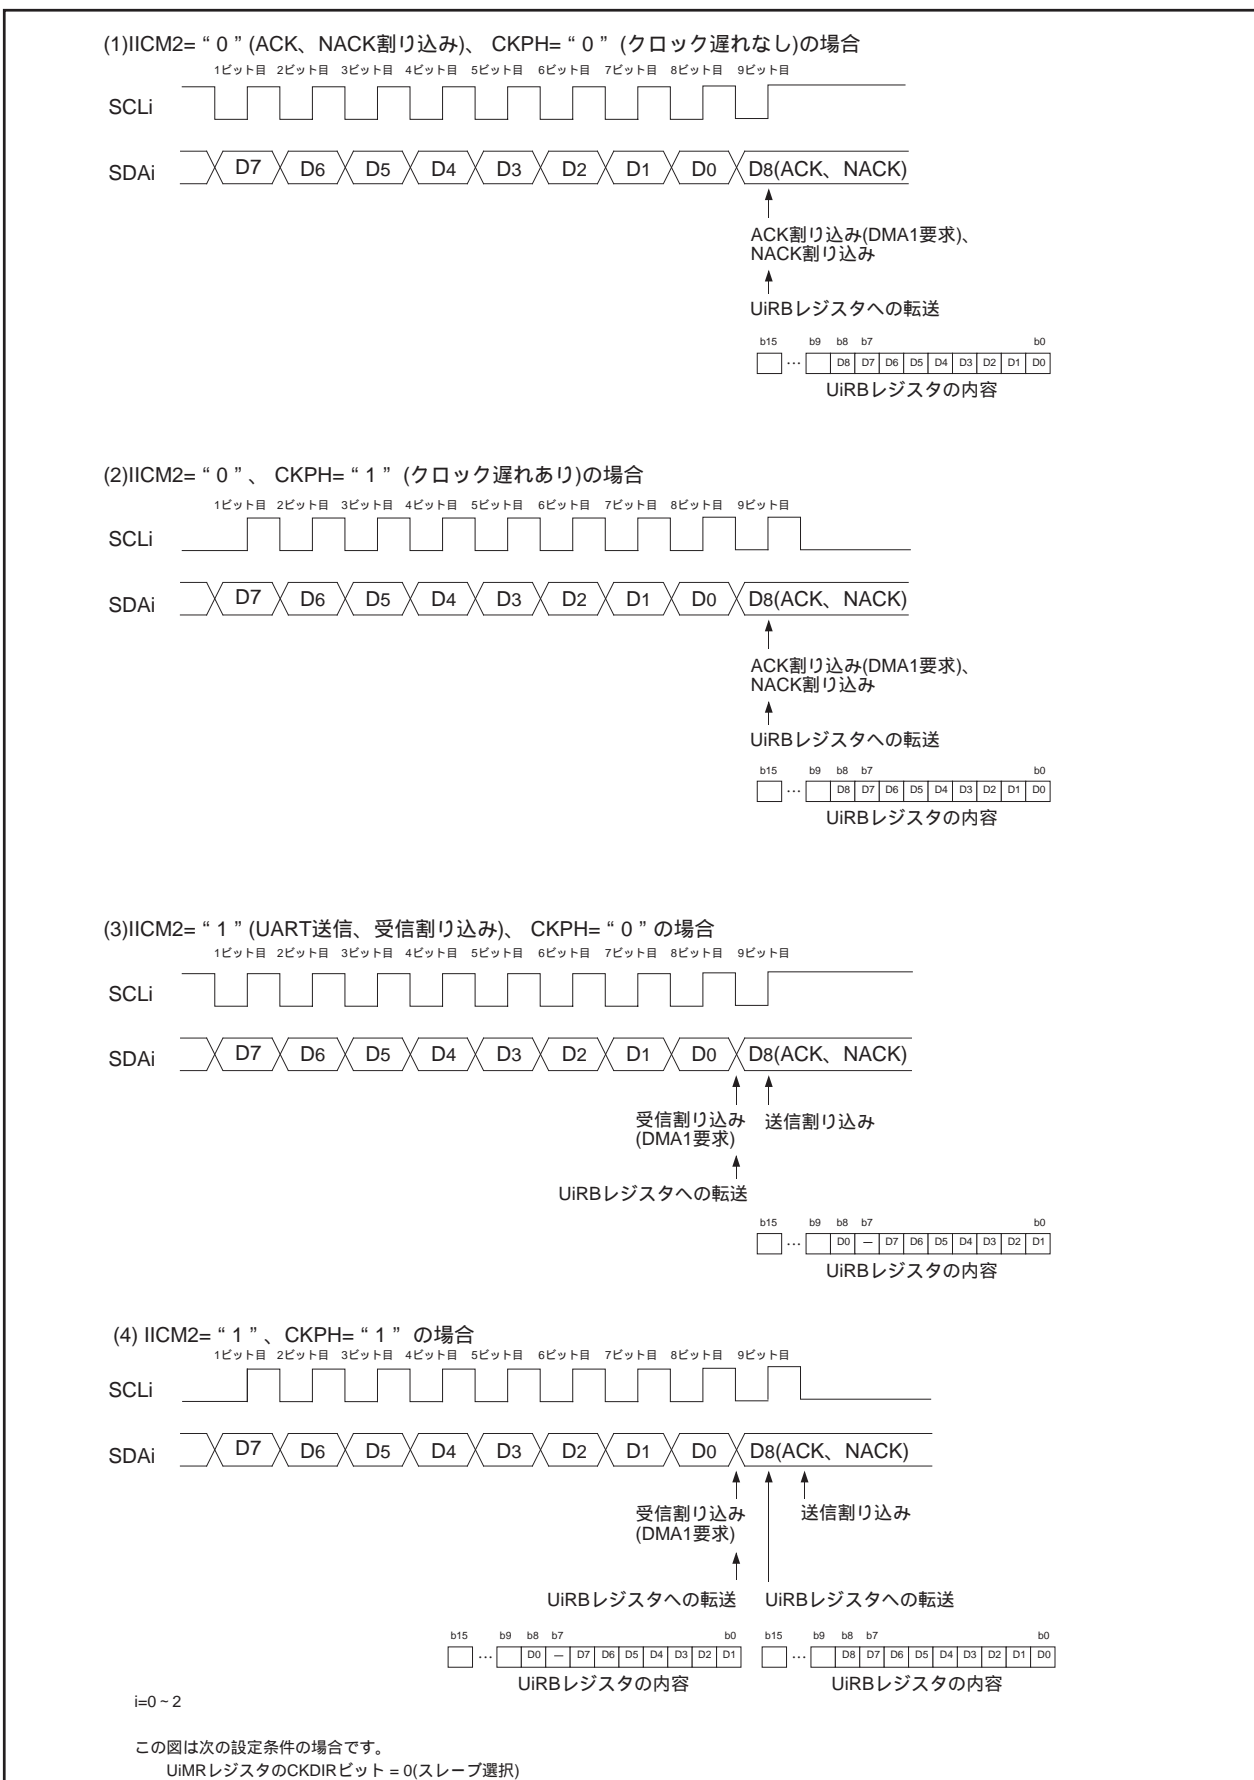 (1)IICM2= “ 0 ” (ACK、NACK割り込み)、 CKPH= “ 0 ” (クロック遅れなし)の場合
1ビット目 2ビット目 3ビット目 4ビット目 5ビット目 6ビット目 7ビット目 8ビット目 9ビット目
SCLi
SDAi D7 D6 D5 D4 D3 D2 D1 D0 D8(ACK、NACK)
ACK割り込み(DMA1要求)、
NACK割り込み
UiRBレジスタへの転送
b15 b9 b8 b7 b0
… D8 D7 D6 D5 D4 D3 D2 D1 D0
UiRBレジスタの内容
(2)IICM2= “ 0 ” 、 CKPH= “ 1 ” (クロック遅れあり)の場合
1ビット目 2ビット目 3ビット目 4ビット目 5ビット目 6ビット目 7ビット目 8ビット目 9ビット目
SCLi
SDAi D7 D6 D5 D4 D3 D2 D1 D0 D8(ACK、NACK)
ACK割り込み(DMA1要求)、
NACK割り込み
UiRBレジスタへの転送
b15 b9 b8 b7 b0
… D8 D7 D6 D5 D4 D3 D2 D1 D0
UiRBレジスタの内容
(3)IICM2= “ 1 ” (UART送信、受信割り込み)、 CKPH= “ 0 ” の場合
1ビット目 2ビット目 3ビット目 4ビット目 5ビット目 6ビット目 7ビット目 8ビット目 9ビット目
SCLi
SDAi D7 D6 D5 D4 D3 D2 D1 D0 D8(ACK、NACK)
受信割り込み 送信割り込み
(DMA1要求)
UiRBレジスタへの転送
b15 b9 b8 b7 b0
… D0 — D7 D6 D5 D4 D3 D2 D1
UiRBレジスタの内容
(4) IICM2= “ 1 ” 、CKPH= “ 1 ” の場合
1ビット目 2ビット目 3ビット目 4ビット目 5ビット目 6ビット目 7ビット目 8ビット目 9ビット目
SCLi
SDAi D7 D6 D5 D4 D3 D2 D1 D0 D8(ACK、NACK)
受信割り込み 送信割り込み
(DMA1要求)
UiRBレジスタへの転送 UiRBレジスタへの転送
b15 b9 b8 b7 b0 b15 b9 b8 b7 b0
… D0 — D7 D6 D5 D4 D3 D2 D1 … D8 D7 D6 D5 D4 D3 D2 D1 D0
UiRBレジスタの内容 UiRBレジスタの内容
i=0 ~ 2
この図は次の設定条件の場合です。
UiMRレジスタのCKDIRビット = 0(スレーブ選択)